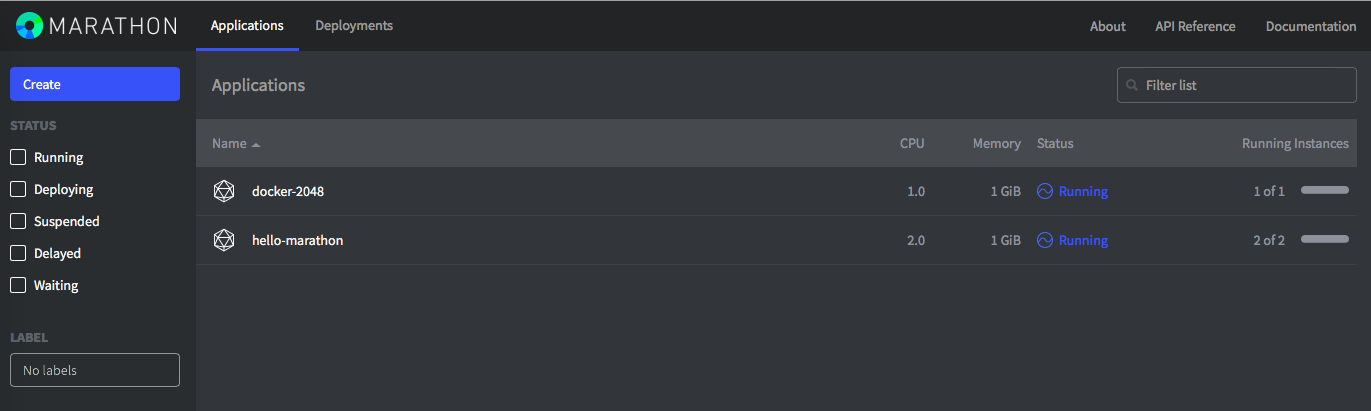 MARATHON Applications Deployments About API Reference Documentation
Create
Applications
Filter list
STATUS
Running
Deploying
Suspended
Delayed
Waiting
LABEL
No labels
Name CPU Memory Status Running Instances
docker-2048 1.0 1 GiB Running 1 of 1
hello-marathon 2.0 1 GiB Running 2 of 2